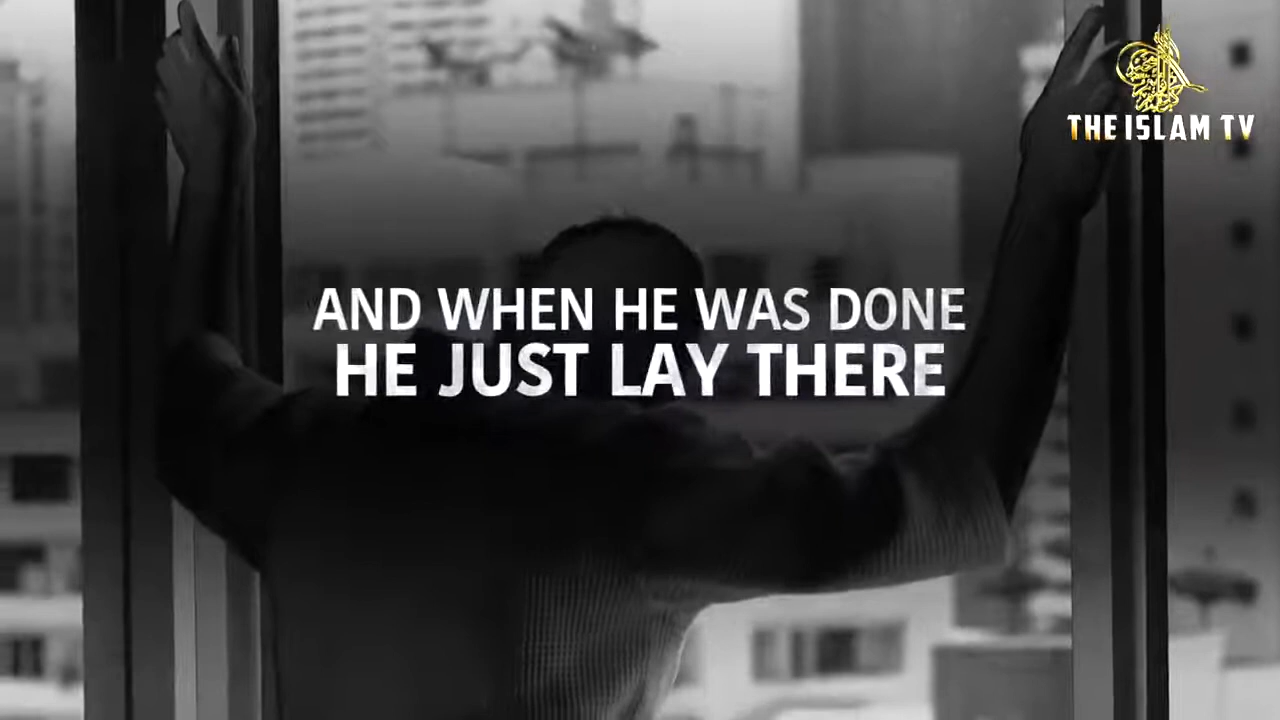 THE ISLAM TV
AND WHEN HE WAS DONE
HE JUST LAY THERE